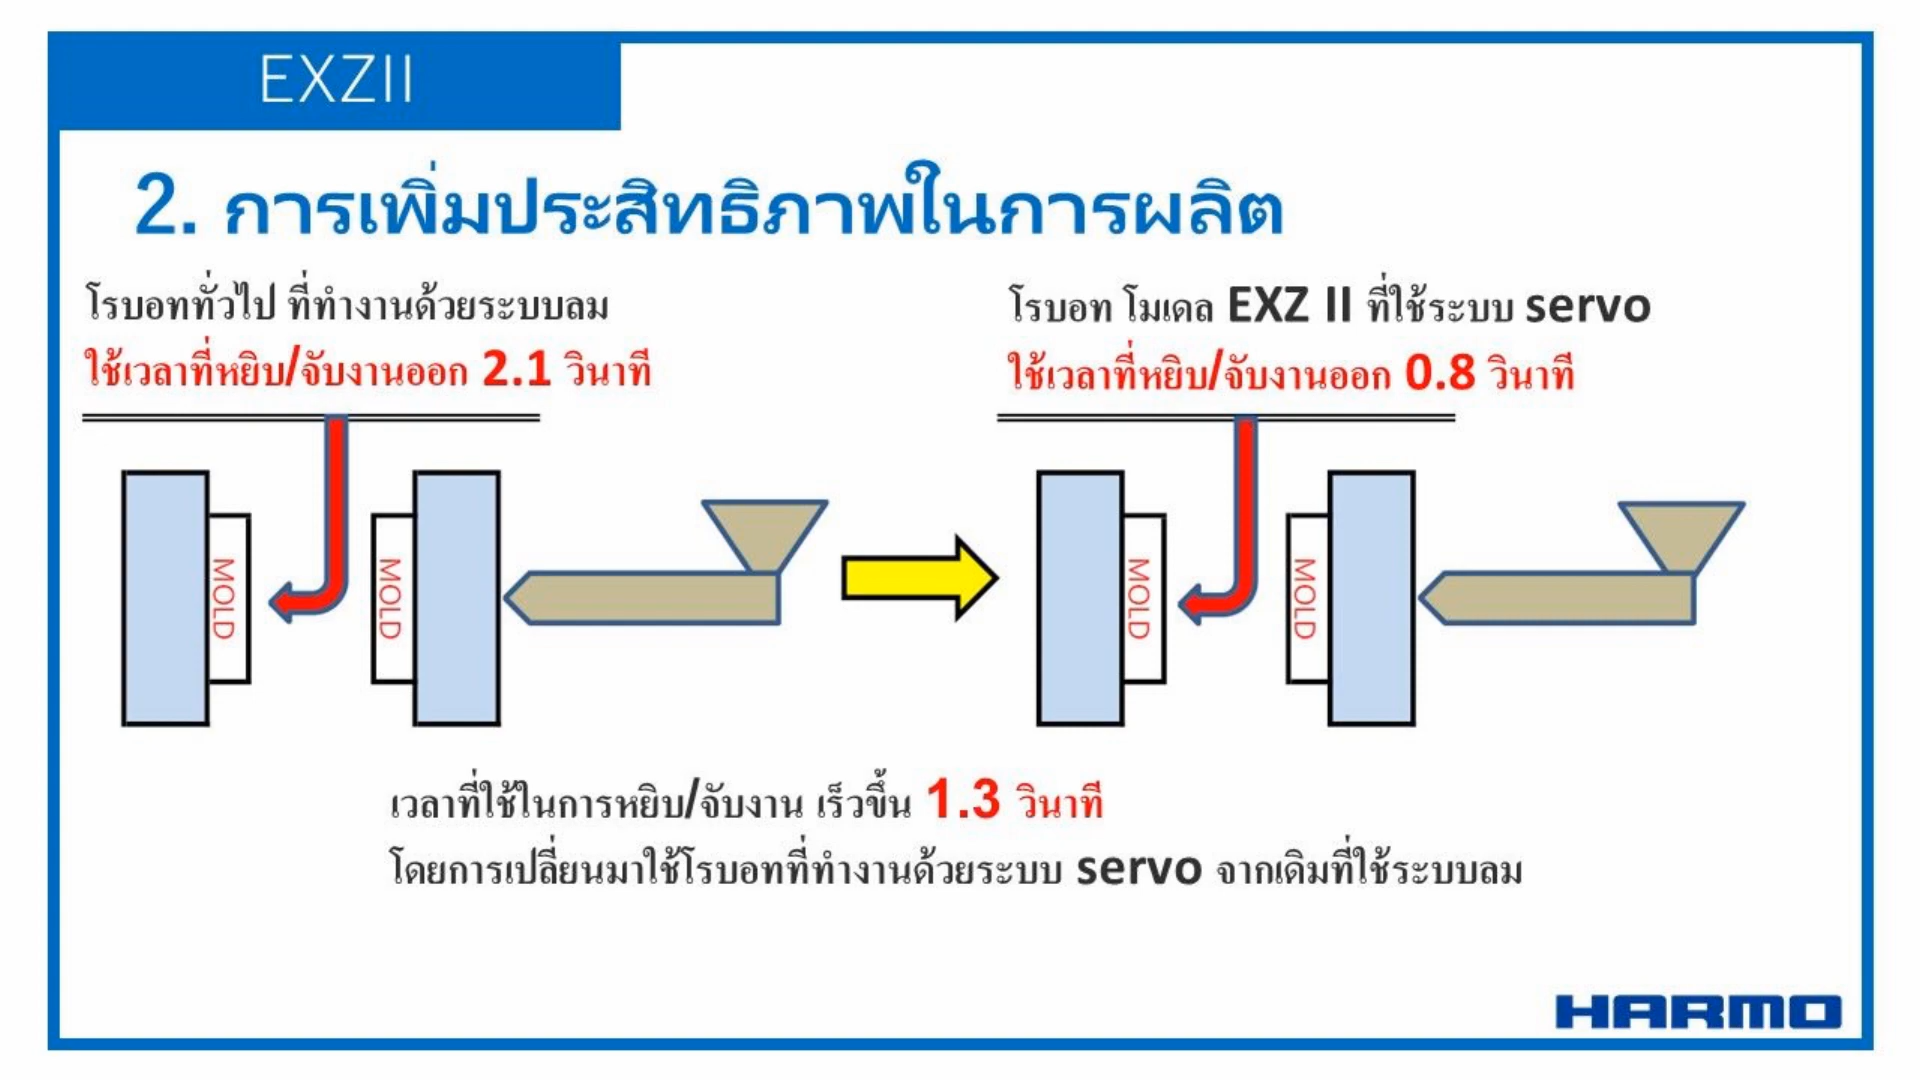 EXZII
2. การเพิ่มประสิทธิภาพในการผลิต
โรบอททั่วไป ที่ทำงานด้วยระบบลม
ใช้เวลาที่หยิบ/จับงานออก 2.1 วินาที
โรบอท โมเดล EXZ II ที่ใช้ระบบ servo
ใช้เวลาที่หยิบ/จับงานออก 0.8 วินาที
MOLD
MOLD
MOLD
MOLD
เวลาที่ใช้ในการหยิบ/จับงาน เร็วขึ้น 1.3 วินาที
โดยการเปลี่ยนมาใช้โรบอทที่ทำงานด้วยระบบ servo จากเดิมที่ใช้ระบบลม
HARMO